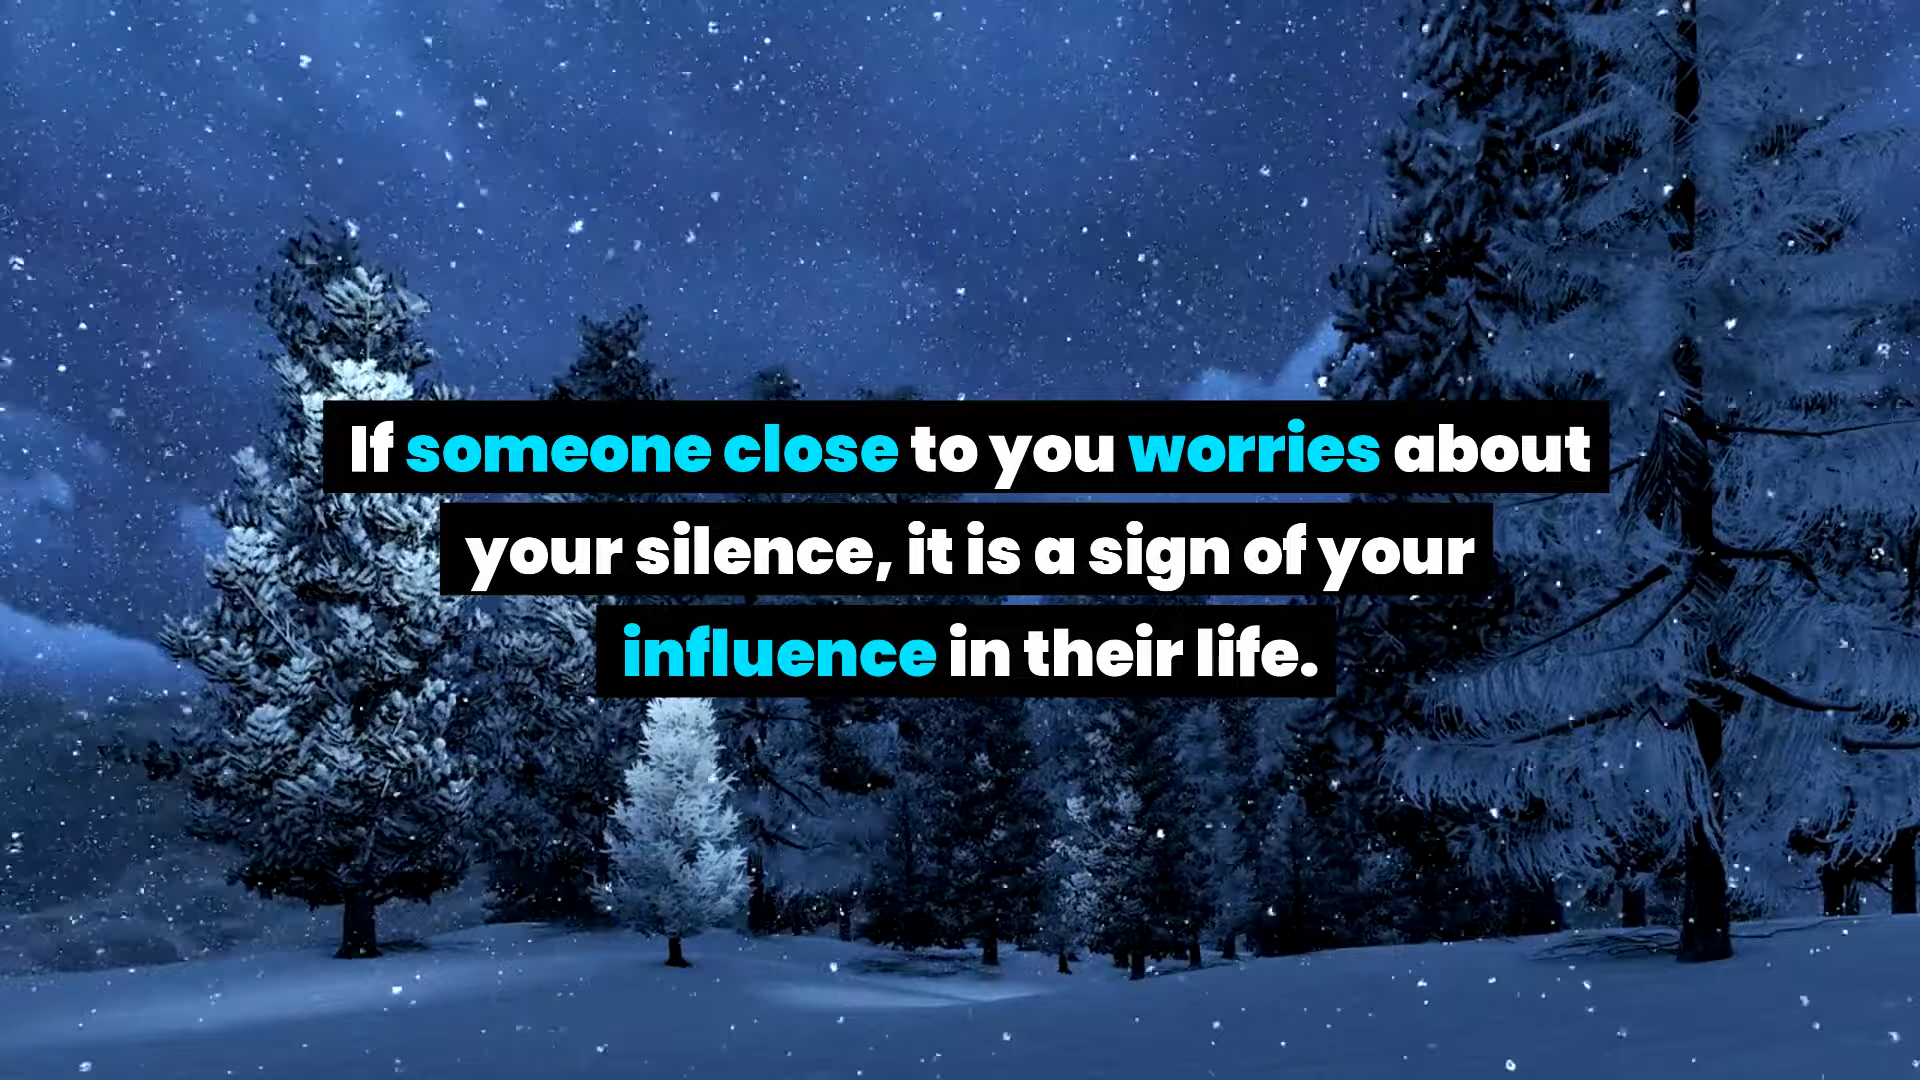 If someone close to you worries about
your silence, it is a sign of your
influence in their life.